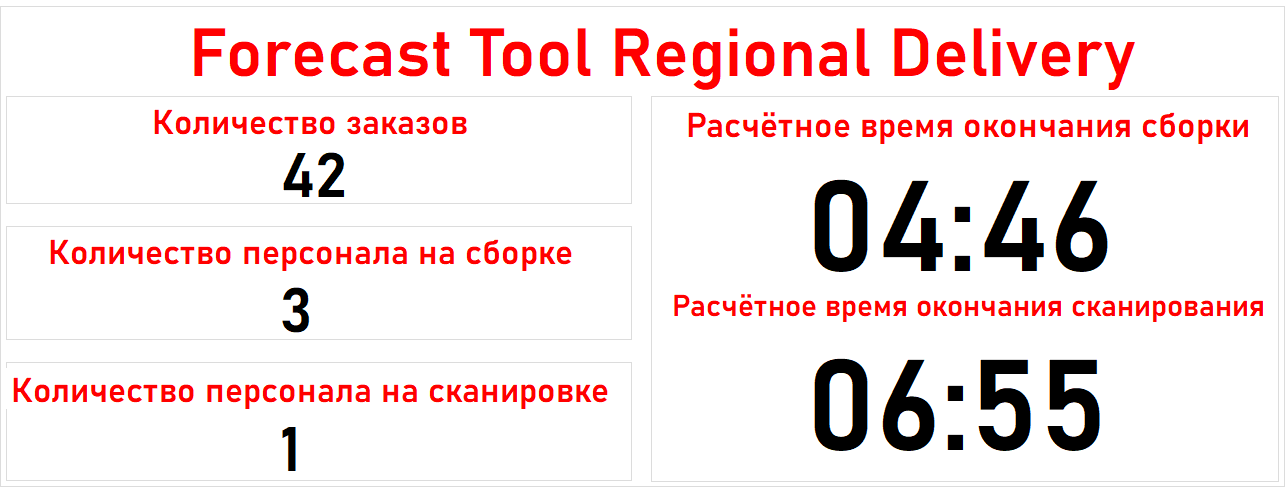 Forecast Tool Regional Delivery
Количество заказов
42
Количество персонала на сборке
3
Количество персонала на сканировке
1
Расчётное время окончания сборки
04:46
Расчётное время окончания сканирования
06:55